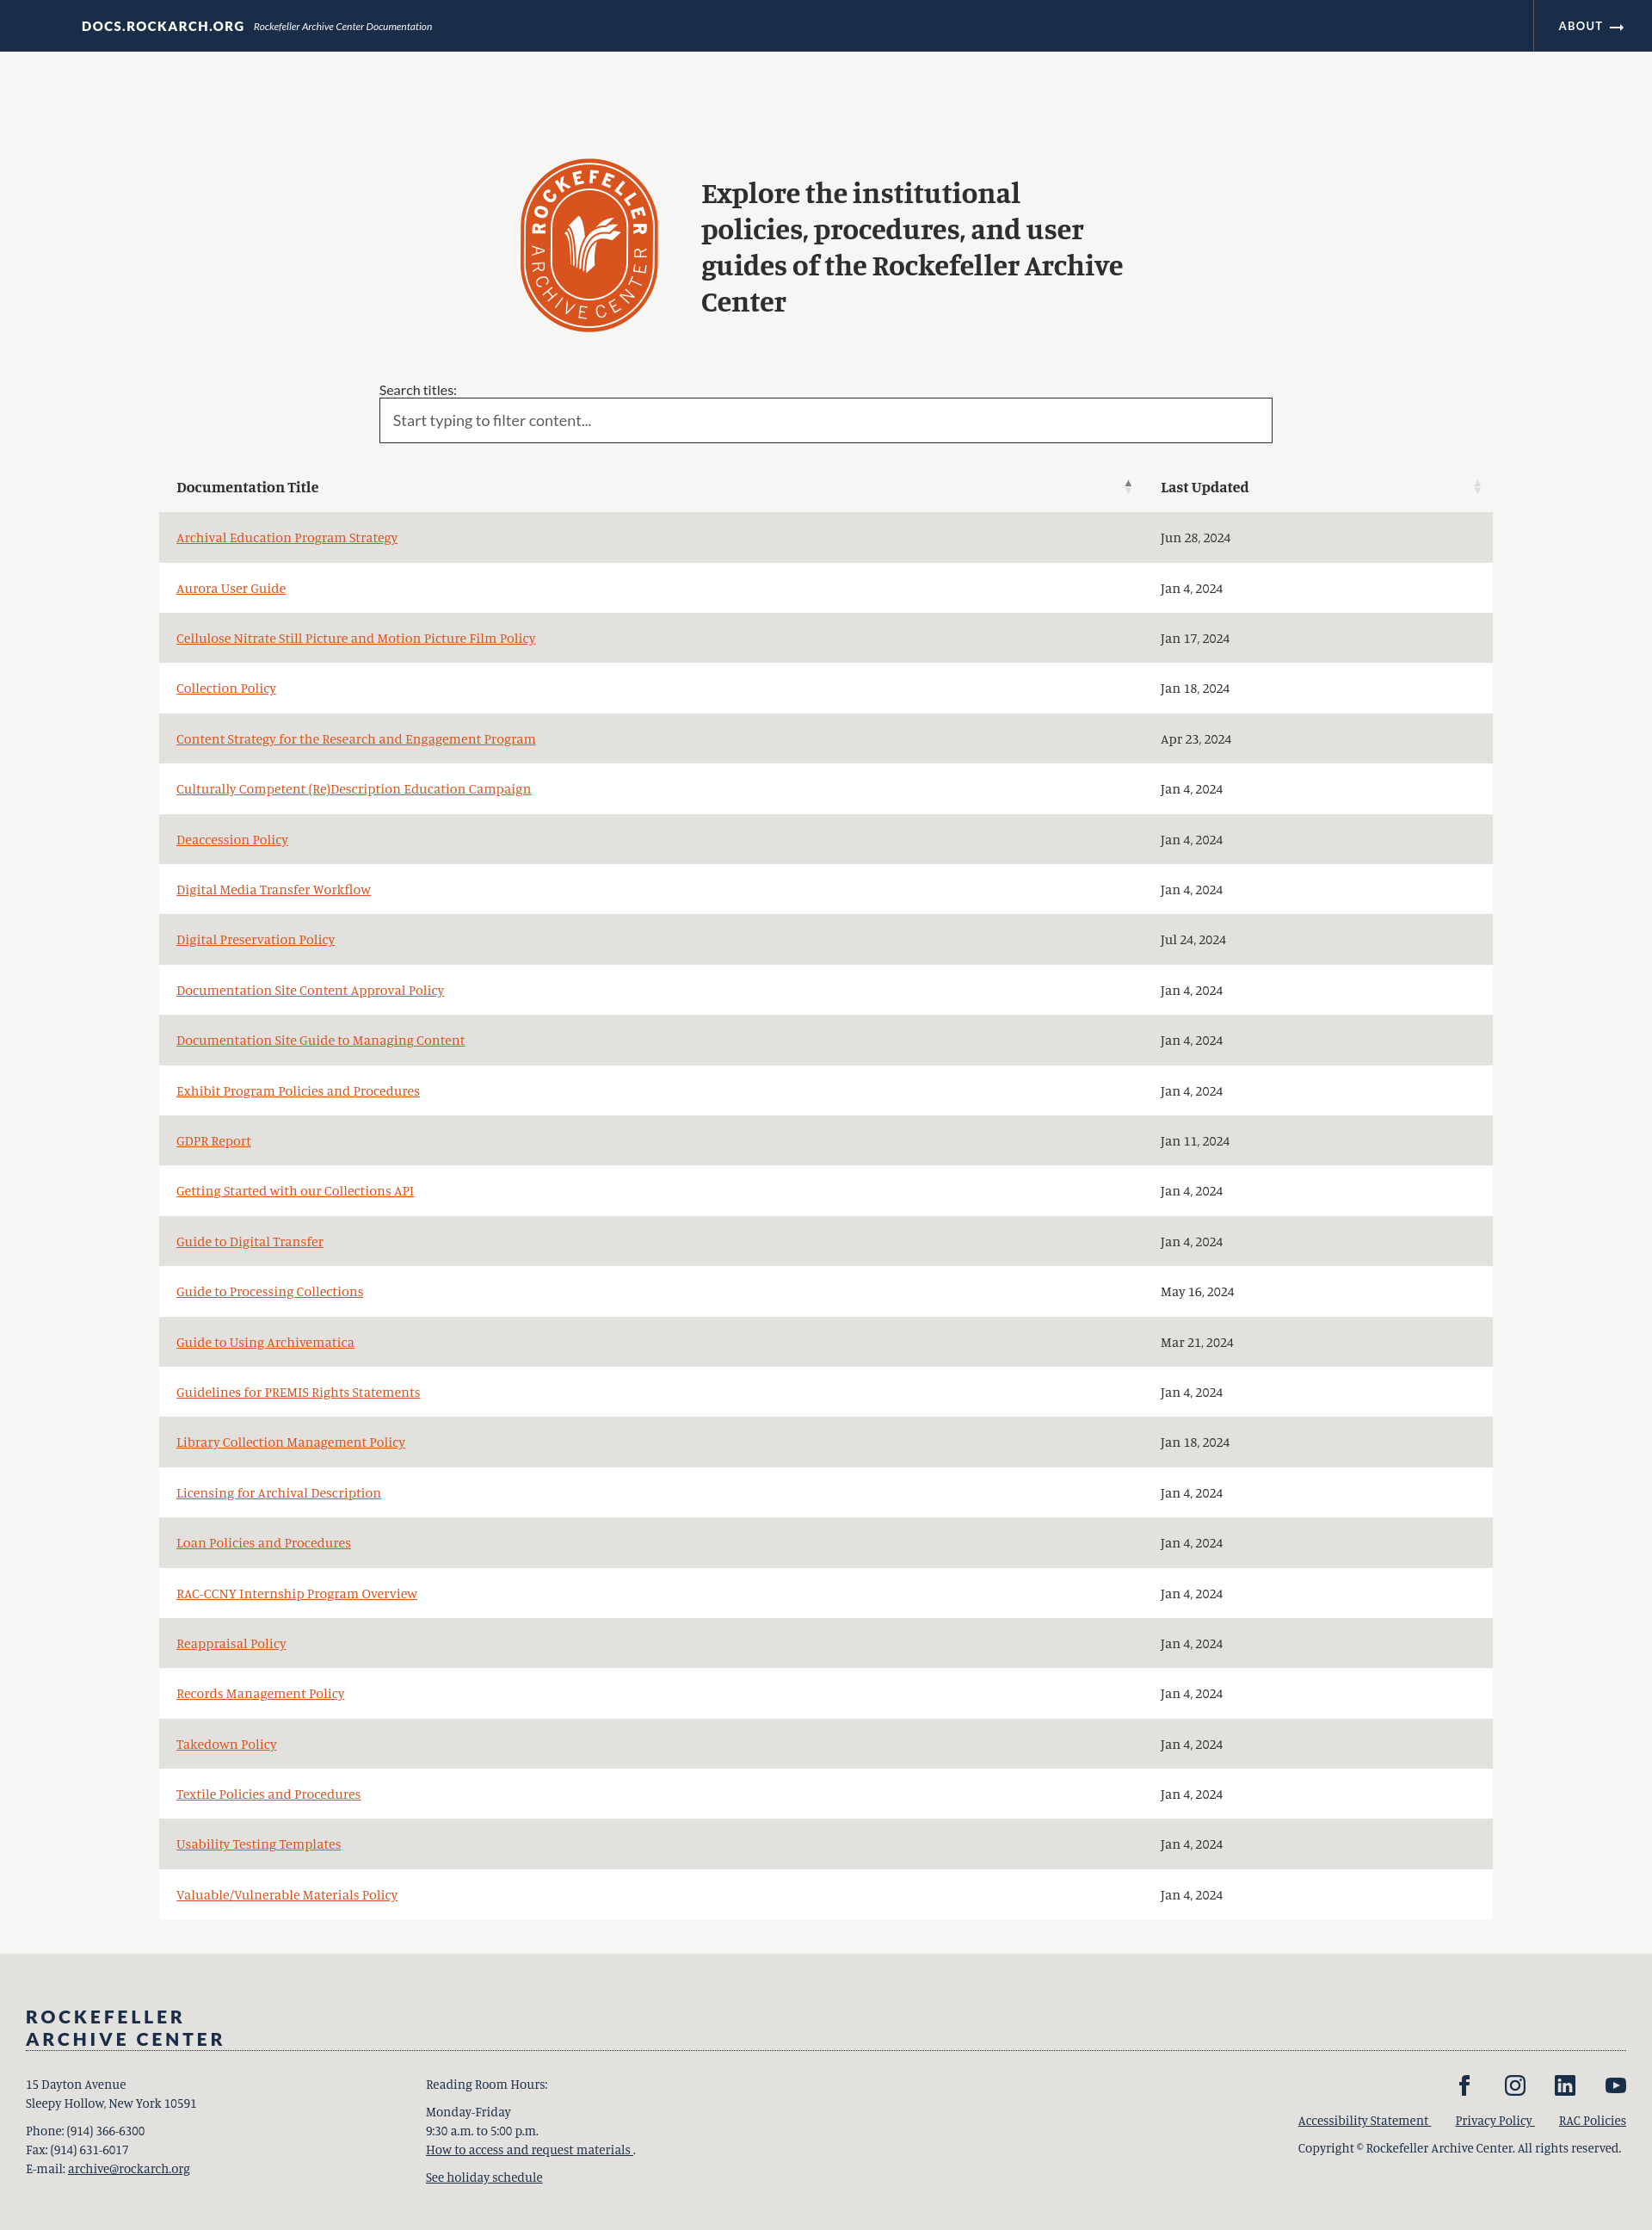 DOCS.ROCKARCH.ORG Rockefeller Archive Center Documentation ABOUT
ROCKEFELLER
ARCHIVE CENTER
Explore the institutional
policies, procedures, and user
guides of the Rockefeller Archive
Center
Search titles:
Start typing to filter content...
Documentation Title Last Updated
Archival Education Program Strategy Jun 28, 2024
Aurora User Guide Jan 4, 2024
Cellulose Nitrate Still Picture and Motion Picture Film Policy Jan 17, 2024
Collection Policy Jan 18, 2024
Content Strategy for the Research and Engagement Program Apr 23, 2024
Culturally Competent (Re)Description Education Campaign Jan 4, 2024
Deaccession Policy Jan 4, 2024
Digital Media Transfer Workflow Jan 4, 2024
Digital Preservation Policy Jul 24, 2024
Documentation Site Content Approval Policy Jan 4, 2024
Documentation Site Guide to Managing Content Jan 4, 2024
Exhibit Program Policies and Procedures Jan 4, 2024
GDPR Report Jan 11, 2024
Getting Started with our Collections API Jan 4, 2024
Guide to Digital Transfer Jan 4, 2024
Guide to Processing Collections May 16, 2024
Guide to Using Archivematica Mar 21, 2024
Guidelines for PREMIS Rights Statements Jan 4, 2024
Library Collection Management Policy Jan 18, 2024
Licensing for Archival Description Jan 4, 2024
Loan Policies and Procedures Jan 4, 2024
RAC-CCNY Internship Program Overview Jan 4, 2024
Reappraisal Policy Jan 4, 2024
Records Management Policy Jan 4, 2024
Takedown Policy Jan 4, 2024
Textile Policies and Procedures Jan 4, 2024
Usability Testing Templates Jan 4, 2024
Valuable/Vulnerable Materials Policy Jan 4, 2024
ROCKEFELLER
ARCHIVE CENTER
15 Dayton Avenue
Sleepy Hollow, New York 10591
Phone: (914) 366-6300
Fax: (914) 631-6017
E-mail: archive@rockarch.org
Reading Room Hours:
Monday-Friday
9:30 a.m. to 5:00 p.m.
How to access and request materials .
See holiday schedule
Accessibility Statement Privacy Policy RAC Policies
Copyright © Rockefeller Archive Center. All rights reserved.